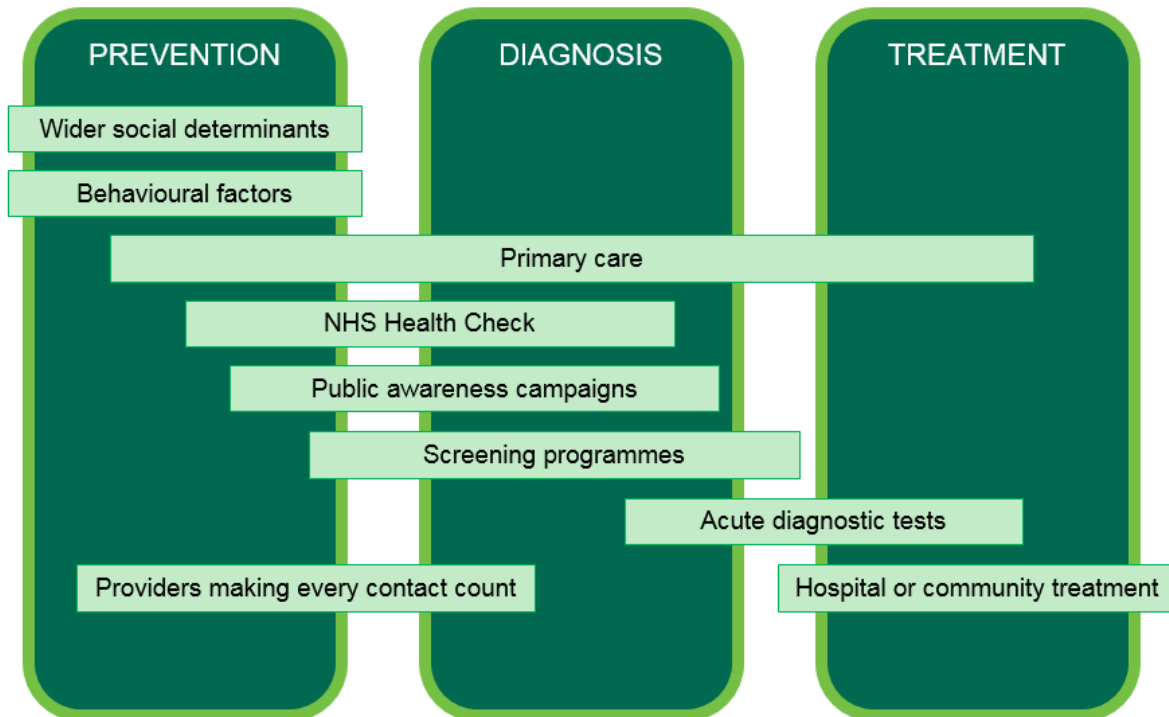 PREVENTION
DIAGNOSIS
TREATMENT
Wider social determinants
Behavioural factors
Primary care
NHS Health Check
Public awareness campaigns
Screening programmes
Acute diagnostic tests
Providers making every contact count
Hospital or community treatment